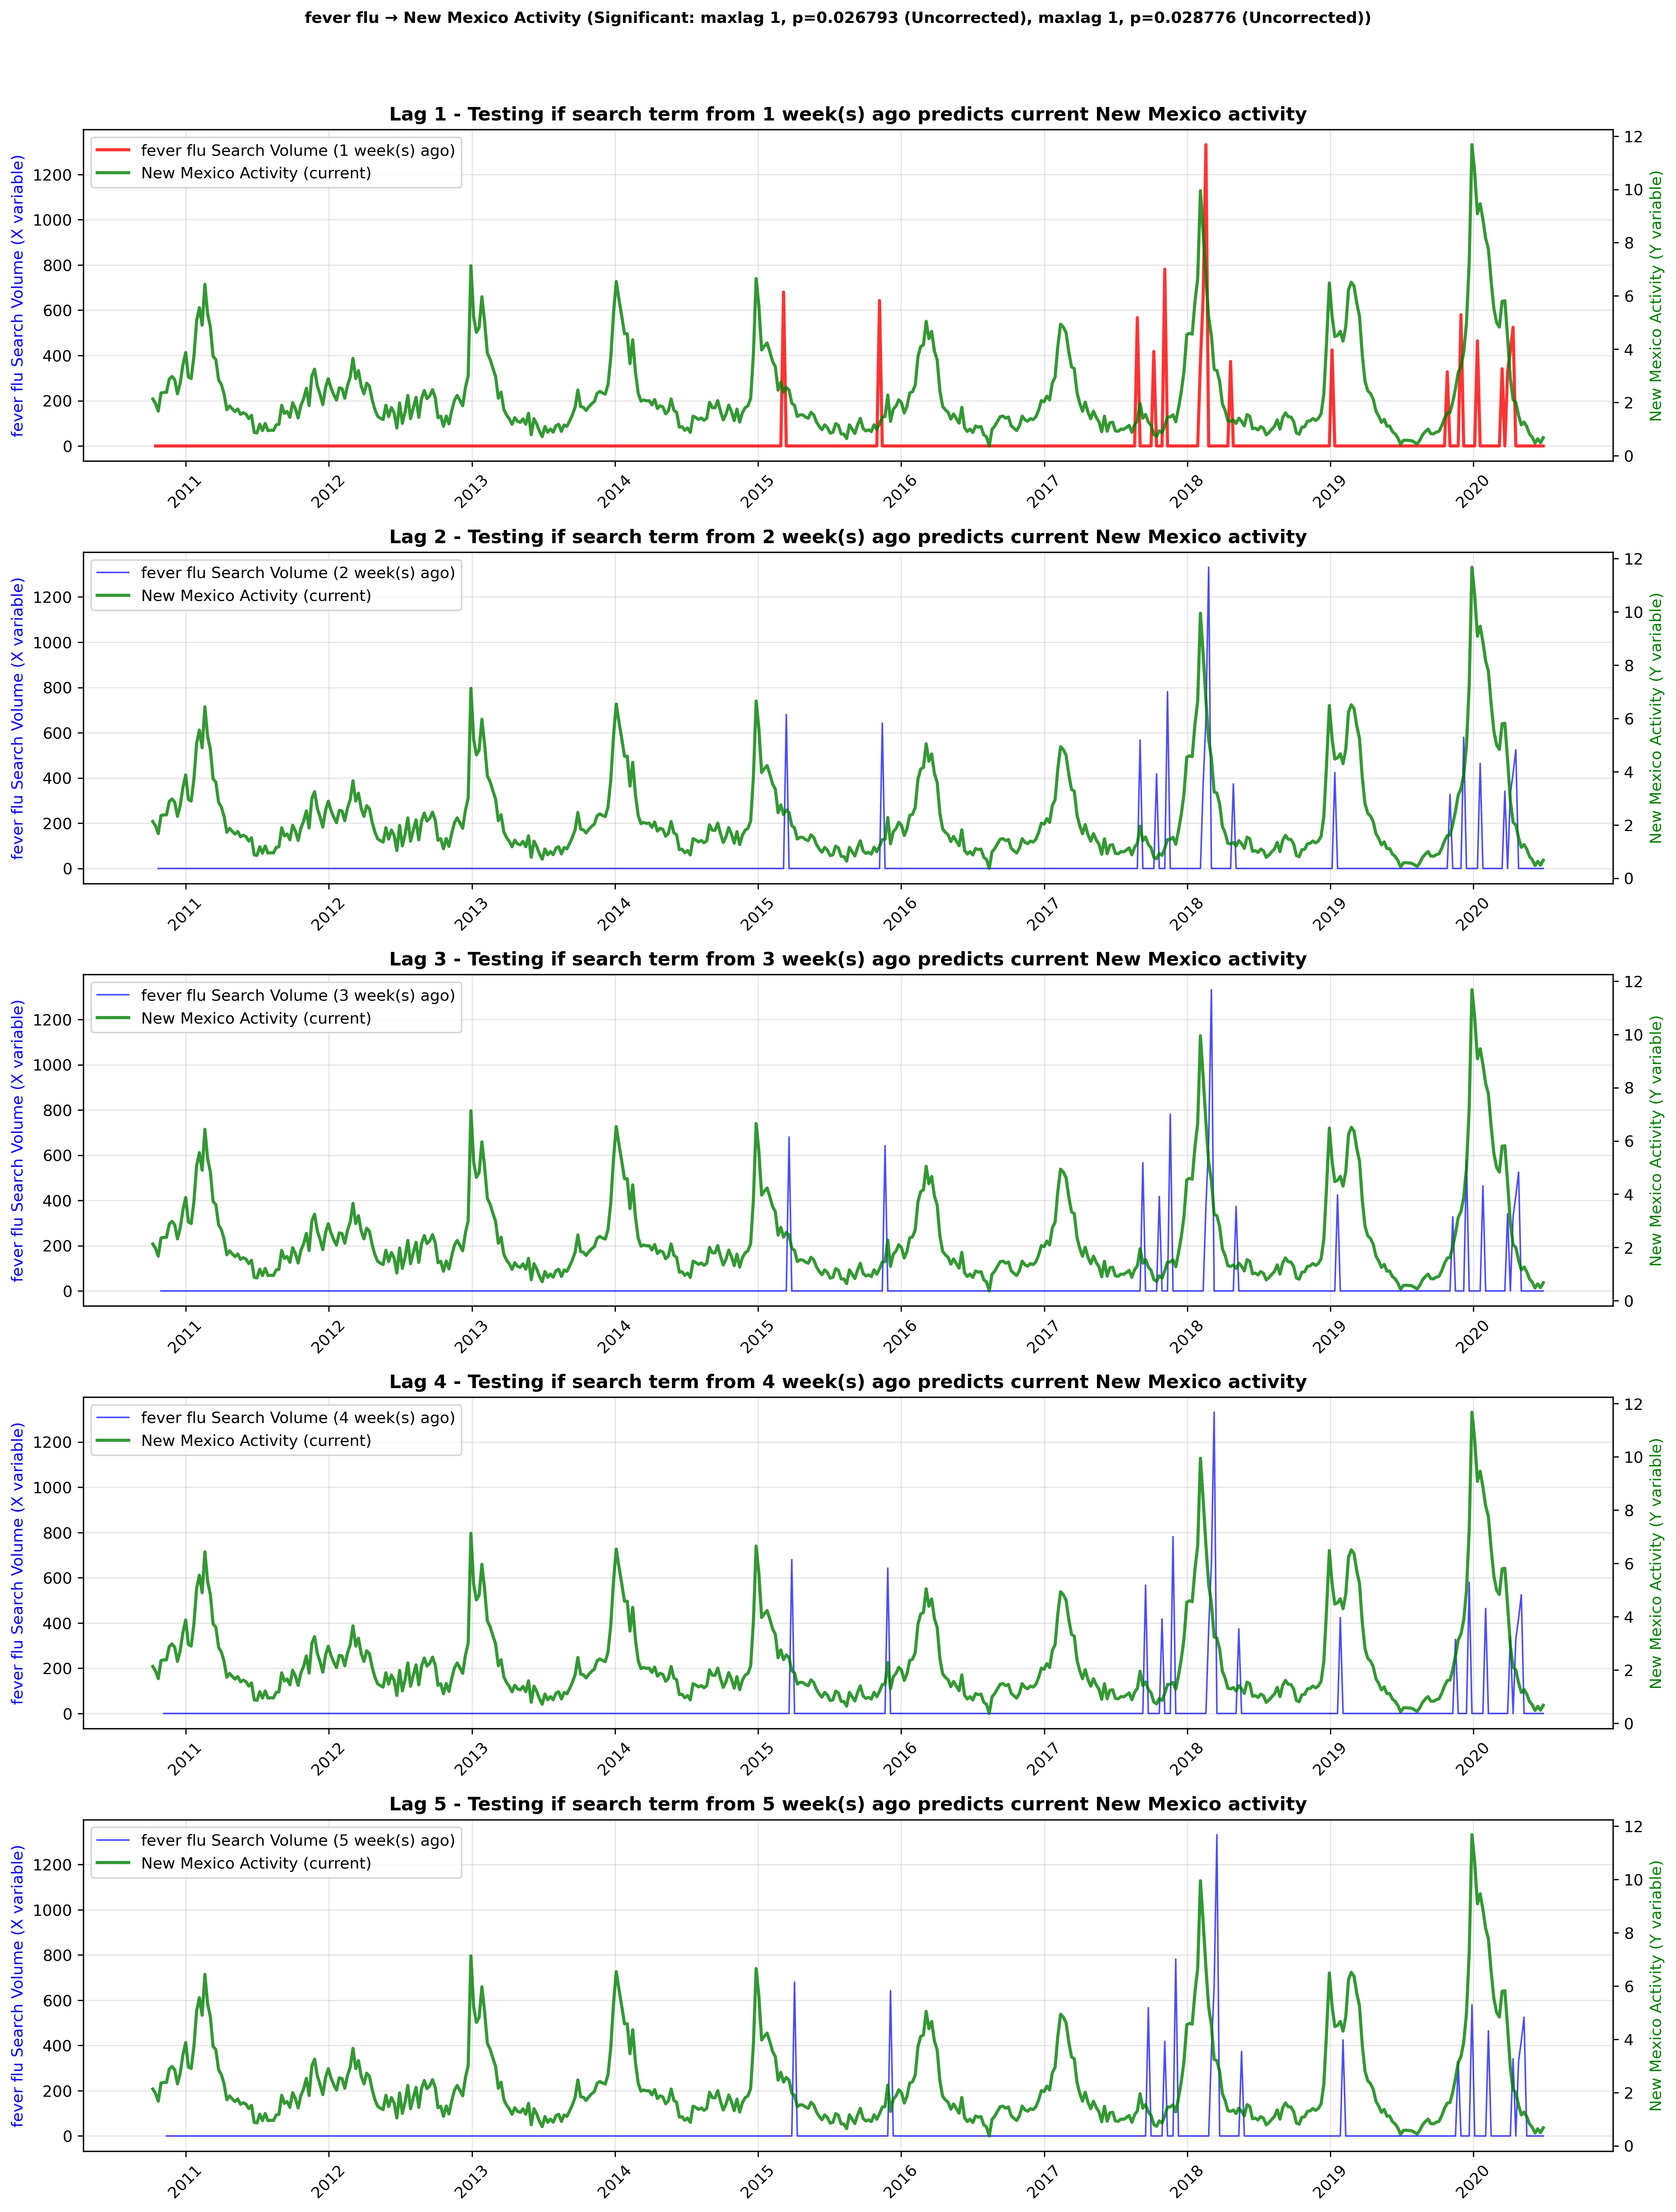 fever flu → New Mexico Activity (Significant: maxlag 1, p=0.026793 (Uncorrected), maxlag 1, p=0.028776 (Uncorrected))
Lag 1 - Testing if search term from 1 week(s) ago predicts current New Mexico activity
fever flu Search Volume (1 week(s) ago)
New Mexico Activity (current)
fever flu Search Volume (X variable)
1200
1000
800
600
400
200
0
12
10
8
6
4
2
0
New Mexico Activity (Y variable)
2011 2012 2013 2014 2015 2016 2017 2018 2019 2020
Lag 2 - Testing if search term from 2 week(s) ago predicts current New Mexico activity
fever flu Search Volume (2 week(s) ago)
New Mexico Activity (current)
fever flu Search Volume (X variable)
1200
1000
800
600
400
200
0
12
10
8
6
4
2
0
New Mexico Activity (Y variable)
2011 2012 2013 2014 2015 2016 2017 2018 2019 2020
Lag 3 - Testing if search term from 3 week(s) ago predicts current New Mexico activity
fever flu Search Volume (3 week(s) ago)
New Mexico Activity (current)
fever flu Search Volume (X variable)
1200
1000
800
600
400
200
0
12
10
8
6
4
2
0
New Mexico Activity (Y variable)
2011 2012 2013 2014 2015 2016 2017 2018 2019 2020
Lag 4 - Testing if search term from 4 week(s) ago predicts current New Mexico activity
fever flu Search Volume (4 week(s) ago)
New Mexico Activity (current)
fever flu Search Volume (X variable)
1200
1000
800
600
400
200
0
12
10
8
6
4
2
0
New Mexico Activity (Y variable)
2011 2012 2013 2014 2015 2016 2017 2018 2019 2020
Lag 5 - Testing if search term from 5 week(s) ago predicts current New Mexico activity
fever flu Search Volume (5 week(s) ago)
New Mexico Activity (current)
fever flu Search Volume (X variable)
1200
1000
800
600
400
200
0
12
10
8
6
4
2
0
New Mexico Activity (Y variable)
2011 2012 2013 2014 2015 2016 2017 2018 2019 2020